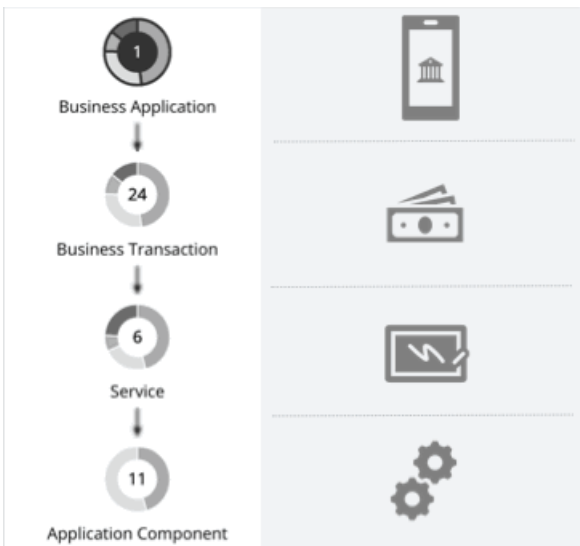 1
Business Application
24
Business Transaction
6
Service
11
Application Component